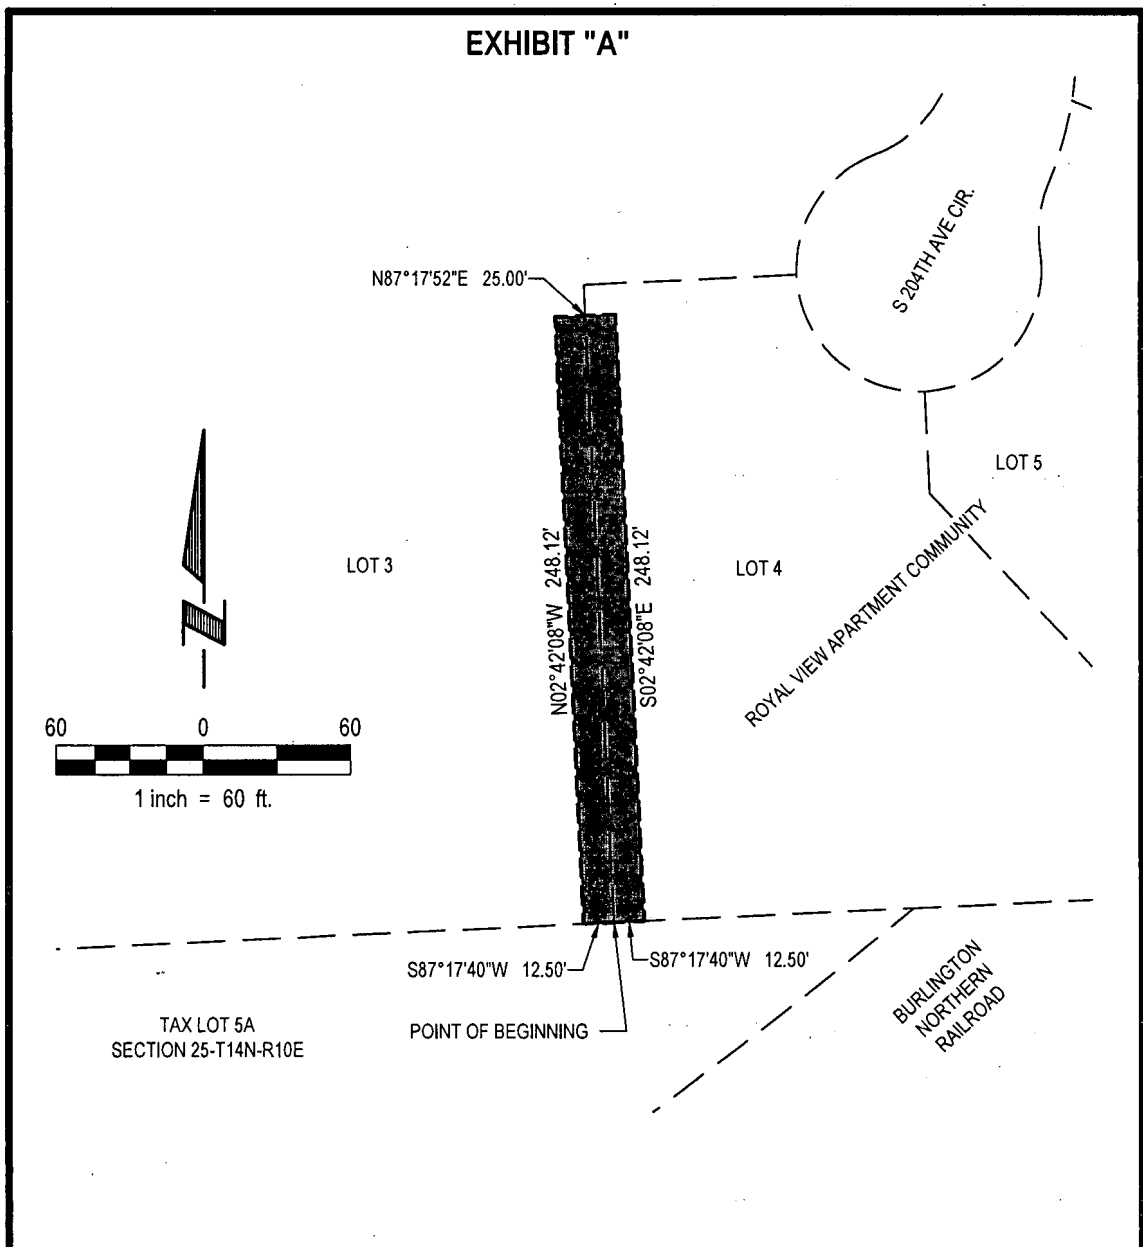 EXHIBIT "A"
S 204TH AVE CIR.
N87°17'52"E 25.00'
LOT 5
LOT 3
LOT 4
N02°42'08"W 248.12'
S02°42'08"E 248.12'
ROYAL VIEW APARTMENT COMMUNITY
60 0 60
1 inch = 60 ft.
S87°17'40"W 12.50'
S87°17'40"W 12.50'
BURLINGTON
NORTHERN
RAILROAD
TAX LOT 5A
SECTION 25-T14N-R10E
POINT OF BEGINNING